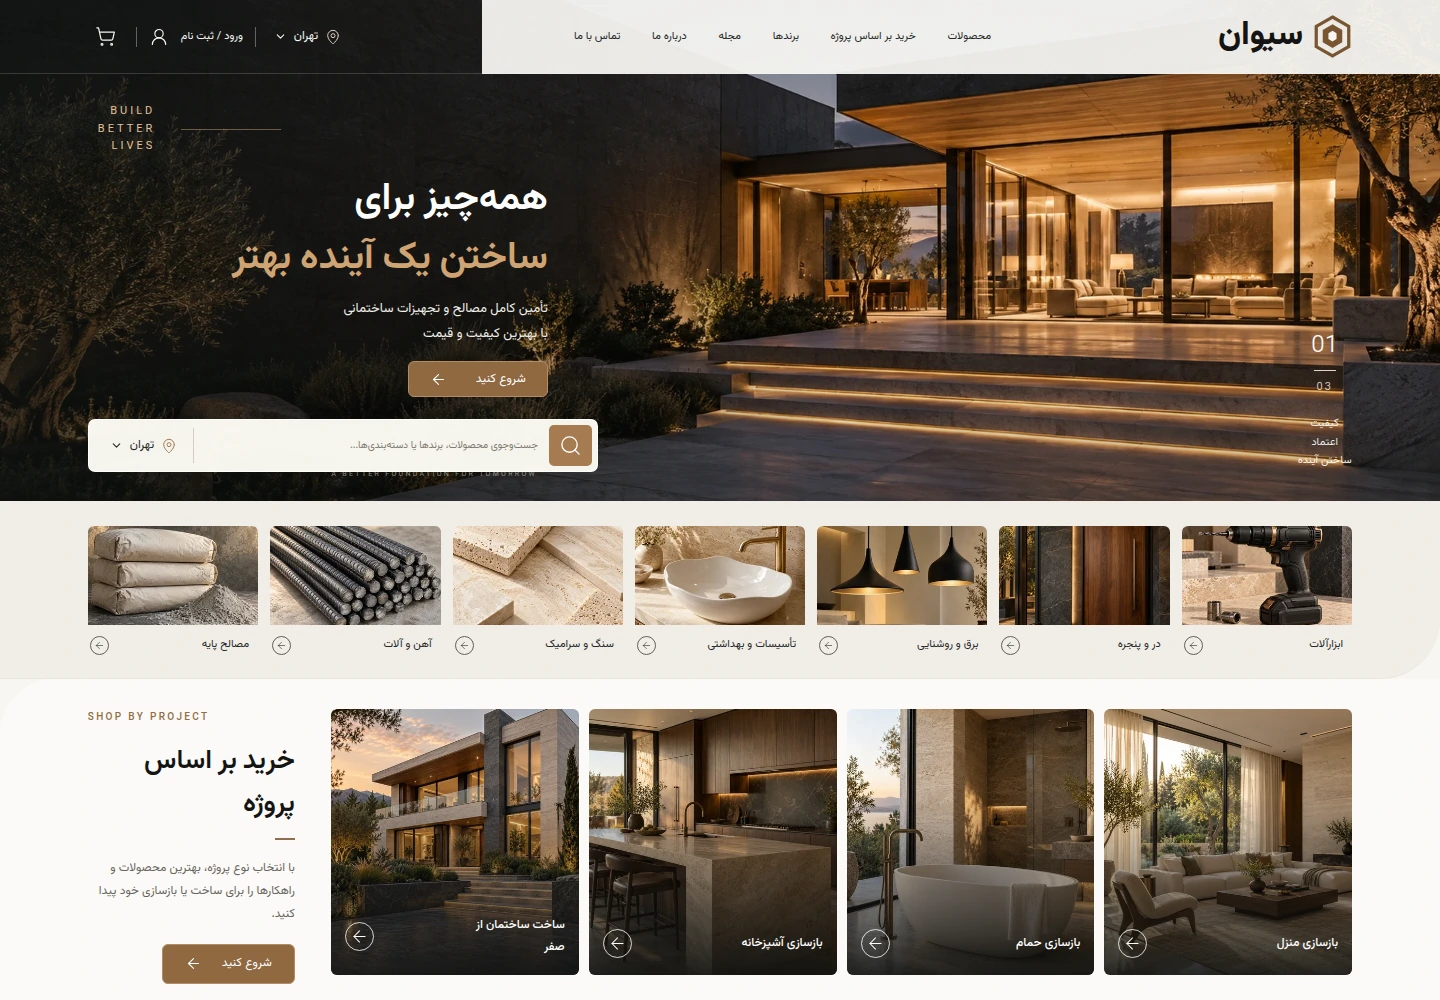 سیوان
محصولات
خرید بر اساس پروژه
برندها
مجله
درباره ما
تماس با ما
تهران
ورود / ثبت نام
BUILD
BETTER
LIVES
همه‌چیز برای
ساختن یک آینده بهتر
تأمین کامل مصالح و تجهیزات ساختمانی
با بهترین کیفیت و قیمت
شروع کنید
جست‌وجوی محصولات، برندها یا دسته‌بندی‌ها...
تهران
A BETTER FOUNDATION FOR TOMORROW
01
03
کیفیت
اعتماد
ساختن آینده
ابزارآلات
در و پنجره
برق و روشنایی
تأسیسات و بهداشتی
سنگ و سرامیک
آهن و آلات
مصالح پایه
بازسازی منزل
بازسازی حمام
بازسازی آشپزخانه
ساخت ساختمان از
صفر
SHOP BY PROJECT
خرید بر اساس
پروژه
با انتخاب نوع پروژه، بهترین محصولات و
راهکارها را برای ساخت یا بازسازی خود پیدا
کنید.
شروع کنید